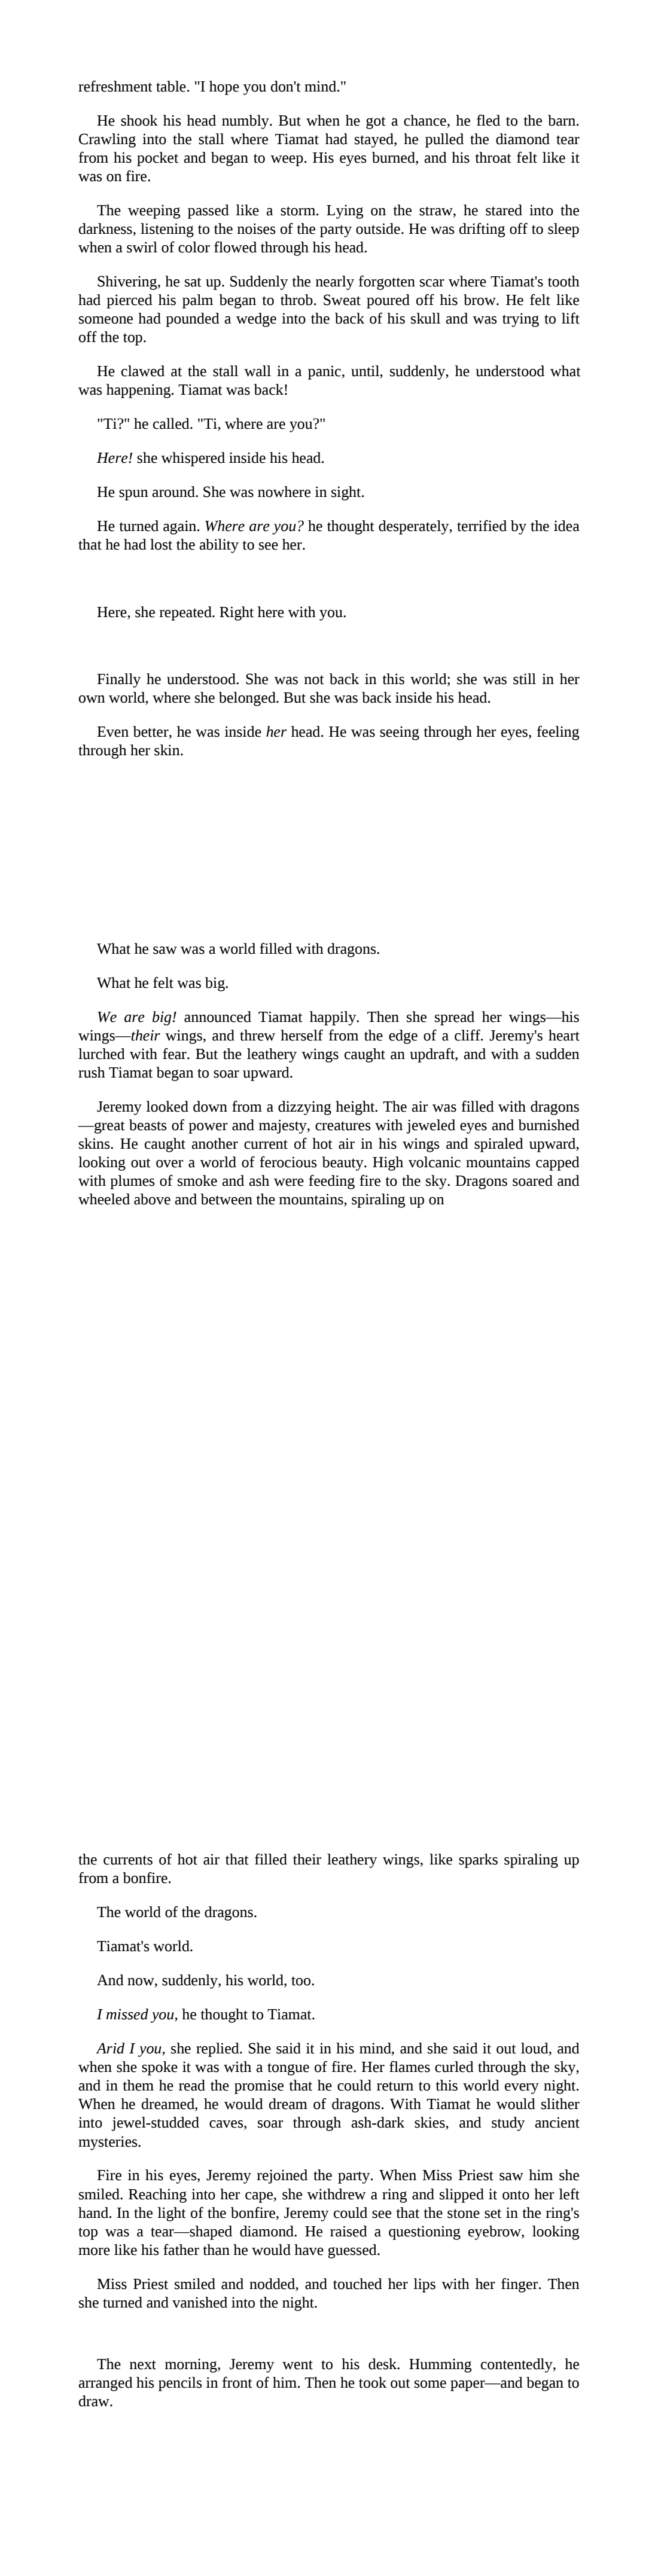 refreshment table. "I hope you don't mind."
He shook his head numbly. But when he got a chance, he fled to the barn.
Crawling into the stall where Tiamat had stayed, he pulled the diamond tear
from his pocket and began to weep. His eyes burned, and his throat felt like it
was on fire.
The weeping passed like a storm. Lying on the straw, he stared into the
darkness, listening to the noises of the party outside. He was drifting off to sleep
when a swirl of color flowed through his head.
Shivering, he sat up. Suddenly the nearly forgotten scar where Tiamat's tooth
had pierced his palm began to throb. Sweat poured off his brow. He felt like
someone had pounded a wedge into the back of his skull and was trying to lift
off the top.
He clawed at the stall wall in a panic, until, suddenly, he understood what
was happening. Tiamat was back!
"Ti?" he called. "Ti, where are you?"
Here! she whispered inside his head.
He spun around. She was nowhere in sight.
He turned again. Where are you? he thought desperately, terrified by the idea
that he had lost the ability to see her.
Here, she repeated. Right here with you.
Finally he understood. She was not back in this world; she was still in her
own world, where she belonged. But she was back inside his head.
Even better, he was inside her head. He was seeing through her eyes, feeling
through her skin.
What he saw was a world filled with dragons.
What he felt was big.
We are big! announced Tiamat happily. Then she spread her wings—his
wings—their wings, and threw herself from the edge of a cliff. Jeremy's heart
lurched with fear. But the leathery wings caught an updraft, and with a sudden
rush Tiamat began to soar upward.
Jeremy looked down from a dizzying height. The air was filled with dragons
—great beasts of power and majesty, creatures with jeweled eyes and burnished
skins. He caught another current of hot air in his wings and spiraled upward,
looking out over a world of ferocious beauty. High volcanic mountains capped
with plumes of smoke and ash were feeding fire to the sky. Dragons soared and
wheeled above and between the mountains, spiraling up on
the currents of hot air that filled their leathery wings, like sparks spiraling up
from a bonfire.
The world of the dragons.
Tiamat's world.
And now, suddenly, his world, too.
I missed you, he thought to Tiamat.
Arid I you, she replied. She said it in his mind, and she said it out loud, and
when she spoke it was with a tongue of fire. Her flames curled through the sky,
and in them he read the promise that he could return to this world every night.
When he dreamed, he would dream of dragons. With Tiamat he would slither
into jewel-studded caves, soar through ash-dark skies, and study ancient
mysteries.
Fire in his eyes, Jeremy rejoined the party. When Miss Priest saw him she
smiled. Reaching into her cape, she withdrew a ring and slipped it onto her left
hand. In the light of the bonfire, Jeremy could see that the stone set in the ring's
top was a tear—shaped diamond. He raised a questioning eyebrow, looking
more like his father than he would have guessed.
Miss Priest smiled and nodded, and touched her lips with her finger. Then
she turned and vanished into the night.
The next morning, Jeremy went to his desk. Humming contentedly, he
arranged his pencils in front of him. Then he took out some paper—and began to
draw.